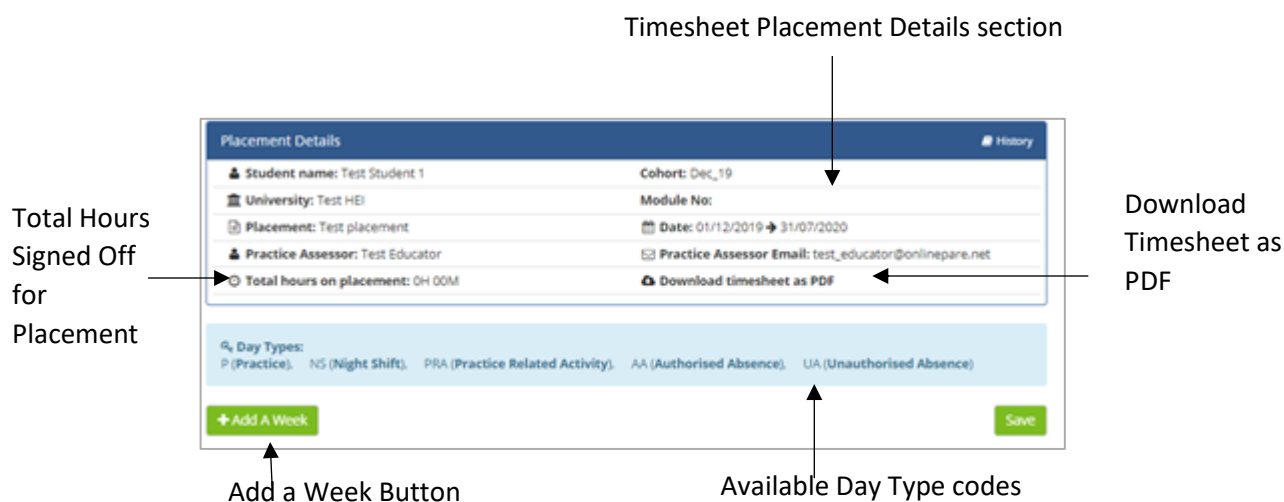 Timesheet Placement Details section
Placement Details History
Student name: Test Student 1 Cohort: Dec_19
University: Test HEI Module No:
Placement: Test placement Date: 01/12/2019 → 31/07/2020
Practice Assessor: Test Educator Practice Assessor Email: test_educator@onlinepare.net
Total hours on placement: 0H 00M Download timesheet as PDF
Total Hours
Signed Off
for
Placement
Download
Timesheet as
PDF
Day Types:
P (Practice), NS (Night Shift), PRA (Practice Related Activity), AA (Authorised Absence), UA (Unauthorised Absence)
+ Add A Week Save
Add a Week Button
Available Day Type codes